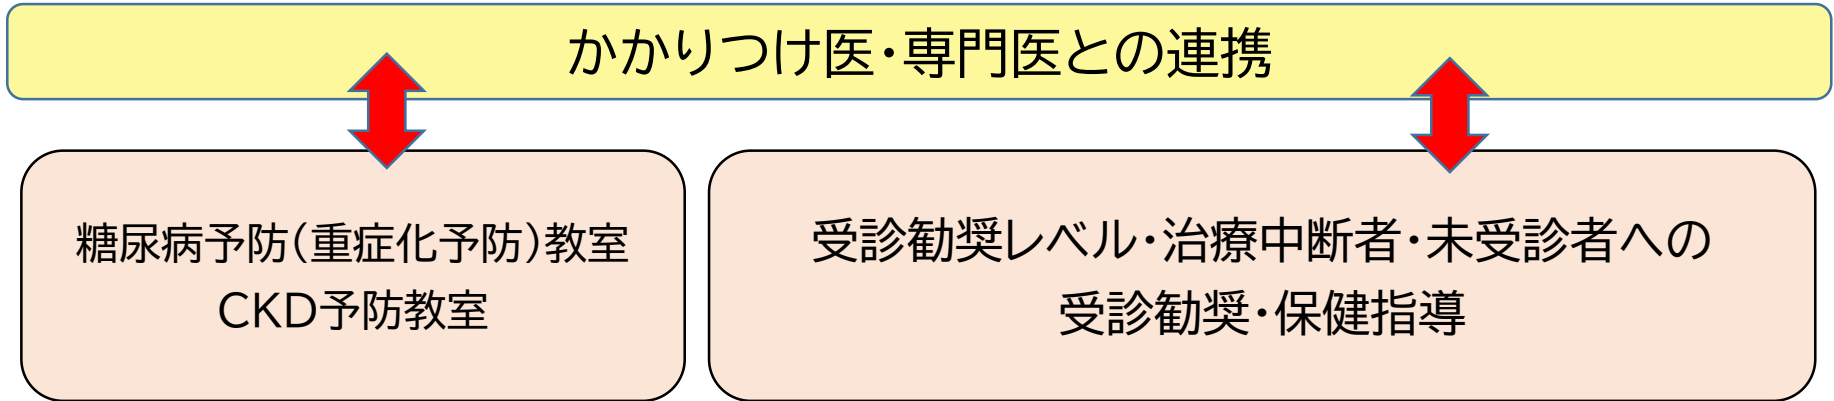 かかりつけ医・専門医との連携
糖尿病予防(重症化予防)教室
CKD予防教室
受診勧奨レベル・治療中断者・未受診者への
受診勧奨・保健指導